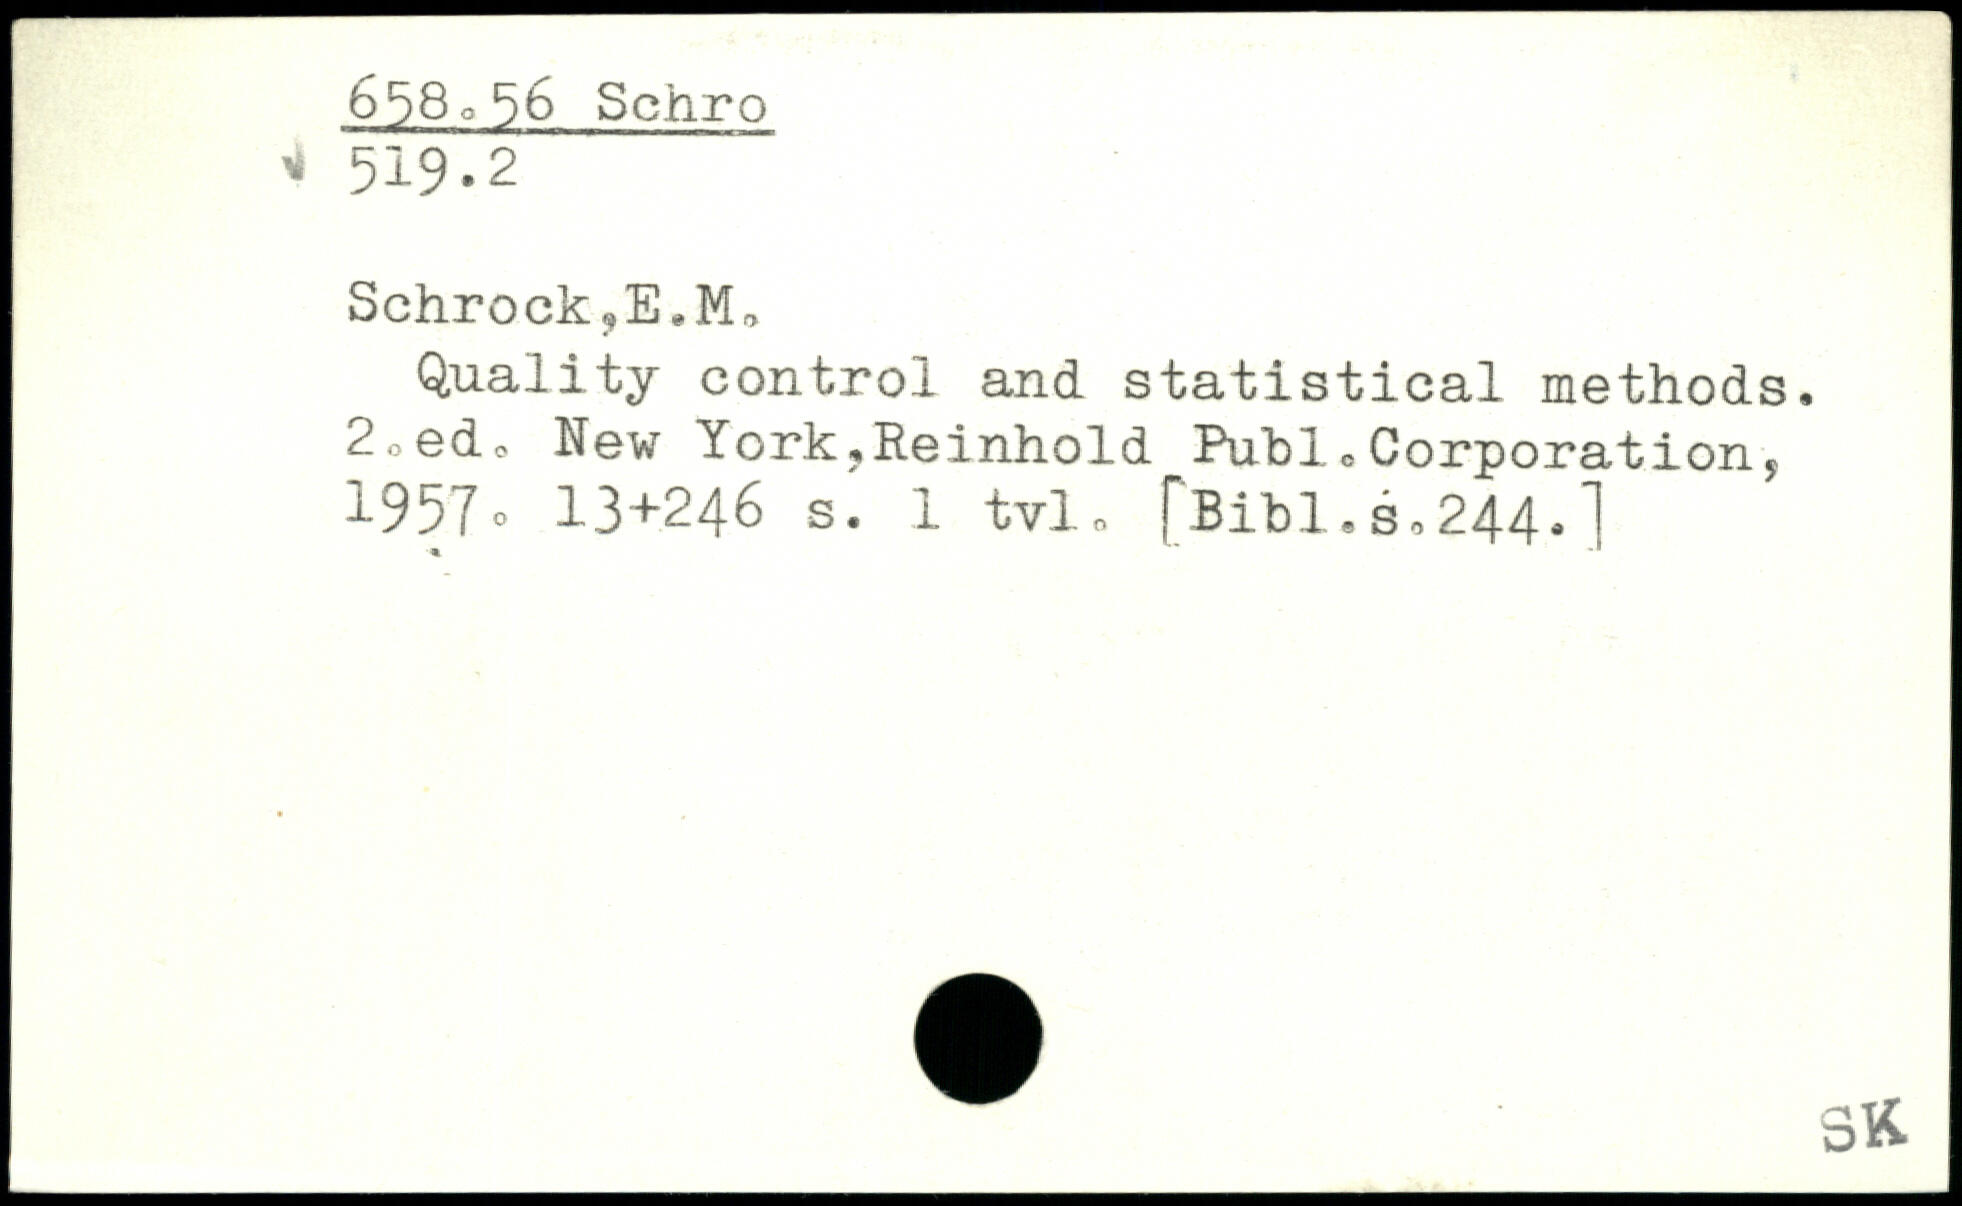 658.56 Schro
519.2
Schrock,E.M.
Quality control and statistical methods.
2.ed. New York,Reinhold Publ.Corporation,
1957. 13+246 s. 1 tvl. [Bibl.s.244.]
SK